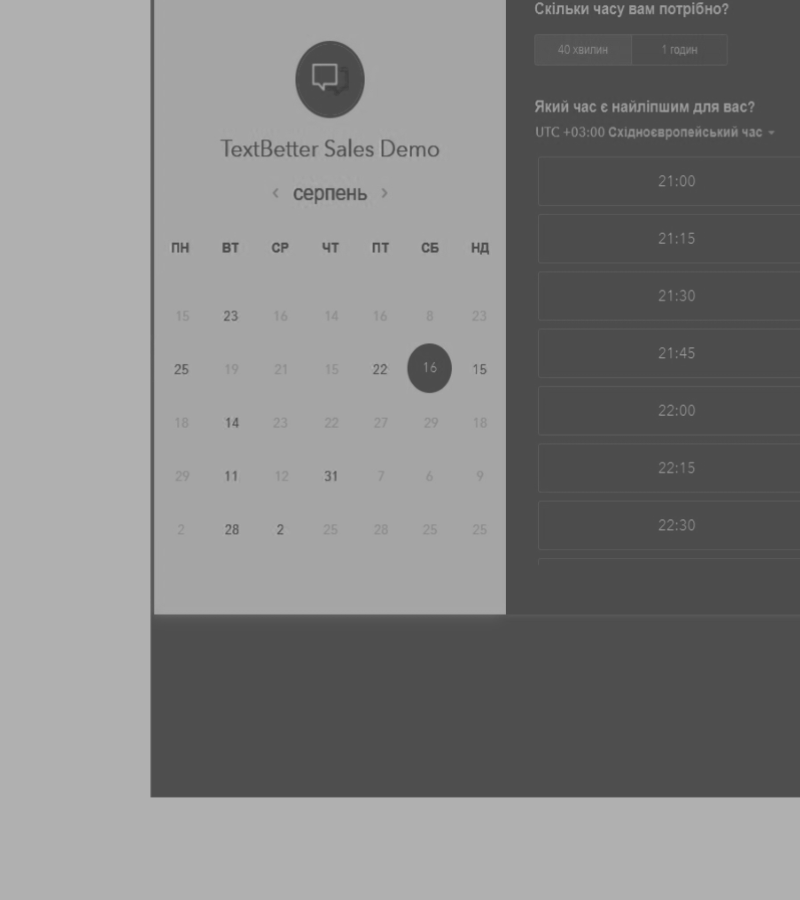 TextBetter Sales Demo
серпень
ПН ВТ СР ЧТ ПТ СБ НД
15 23 16 14 16 8 23
25 19 21 15 22 16 15
18 14 23 22 27 29 18
29 11 12 31 7 6 9
2 28 2 25 28 25 25
Скільки часу вам потрібно?
40 хвилин 1 годин
Який час є найліпшим для вас?
UTC +03:00 Східноєвропейський час
21:00
21:15
21:30
21:45
22:00
22:15
22:30